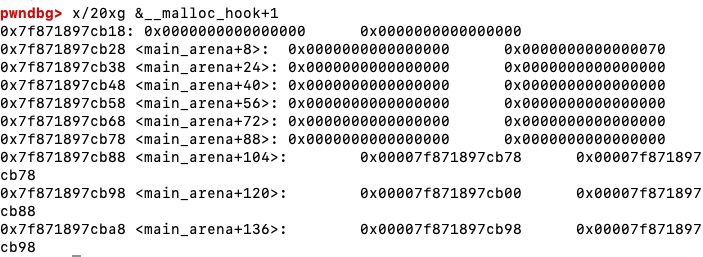 pwndbg> x/20xg &__malloc_hook+1
0x7f871897cb18: 0x0000000000000000 0x0000000000000000
0x7f871897cb28 <main_arena+8>: 0x0000000000000000 0x0000000000000070
0x7f871897cb38 <main_arena+24>: 0x0000000000000000 0x0000000000000000
0x7f871897cb48 <main_arena+40>: 0x0000000000000000 0x0000000000000000
0x7f871897cb58 <main_arena+56>: 0x0000000000000000 0x0000000000000000
0x7f871897cb68 <main_arena+72>: 0x0000000000000000 0x0000000000000000
0x7f871897cb78 <main_arena+88>: 0x0000000000000000 0x0000000000000000
0x7f871897cb88 <main_arena+104>: 0x00007f871897cb78 0x00007f871897
cb78
0x7f871897cb98 <main_arena+120>: 0x00007f871897cb00 0x00007f871897
cb88
0x7f871897cba8 <main_arena+136>: 0x00007f871897cb98 0x00007f871897
cb98